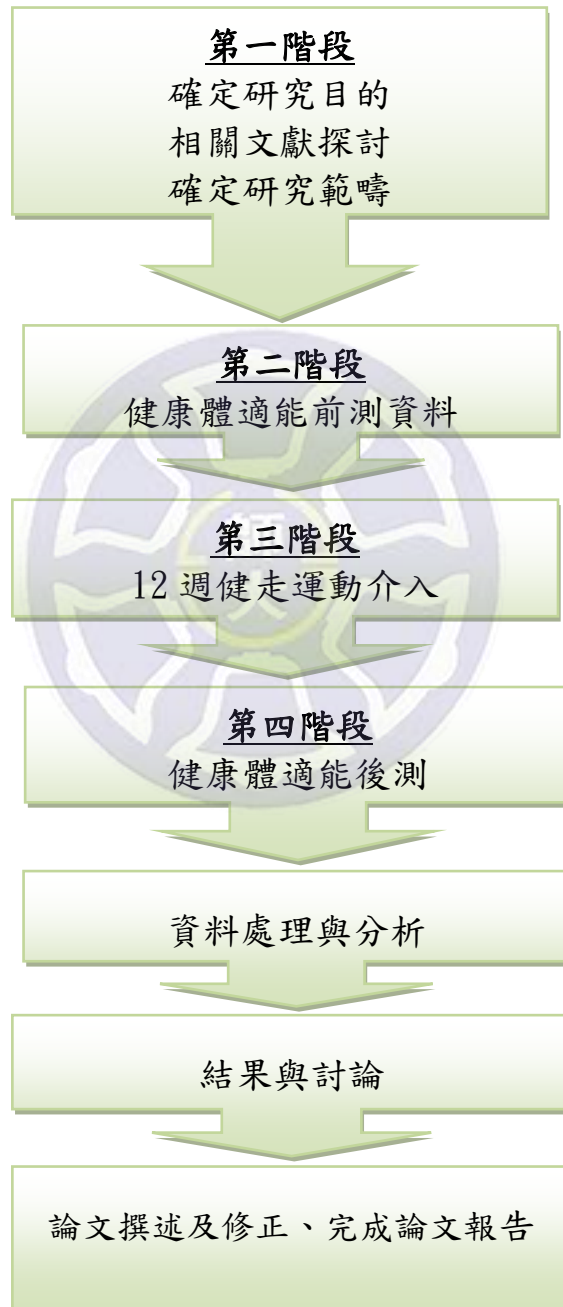 第一階段
確定研究目的
相關文獻探討
確定研究範疇
第二階段
健康體適能前測資料
第三階段
12 週健走運動介入
第四階段
健康體適能後測
資料處理與分析
結果與討論
論文撰述及修正、完成論文報告